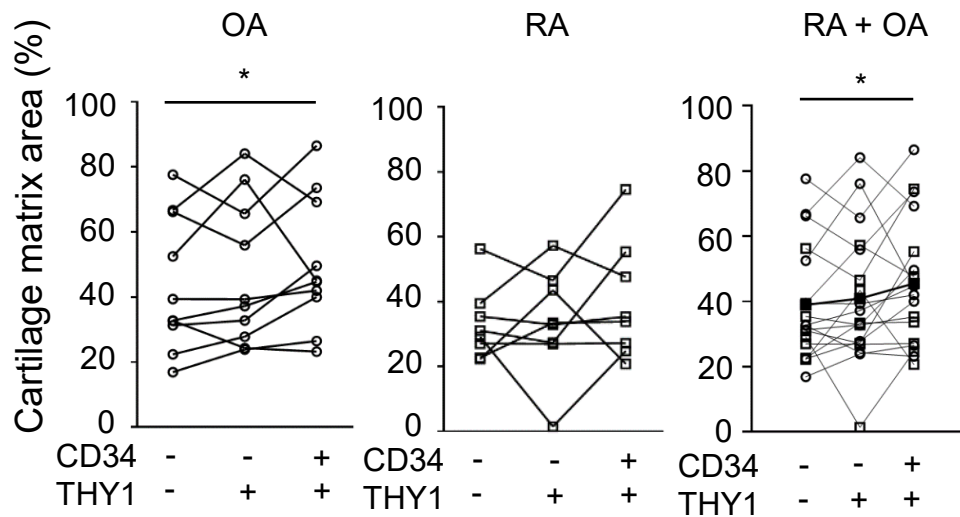 OA RA RA + OA
* *
Cartilage matrix area (%)
100 100 100
80 80 80
60 60 60
40 40 40
20 20 20
0 0 0
CD34 - - + CD34 - - + CD34 - - +
THY1 - + + THY1 - + + THY1 - + +